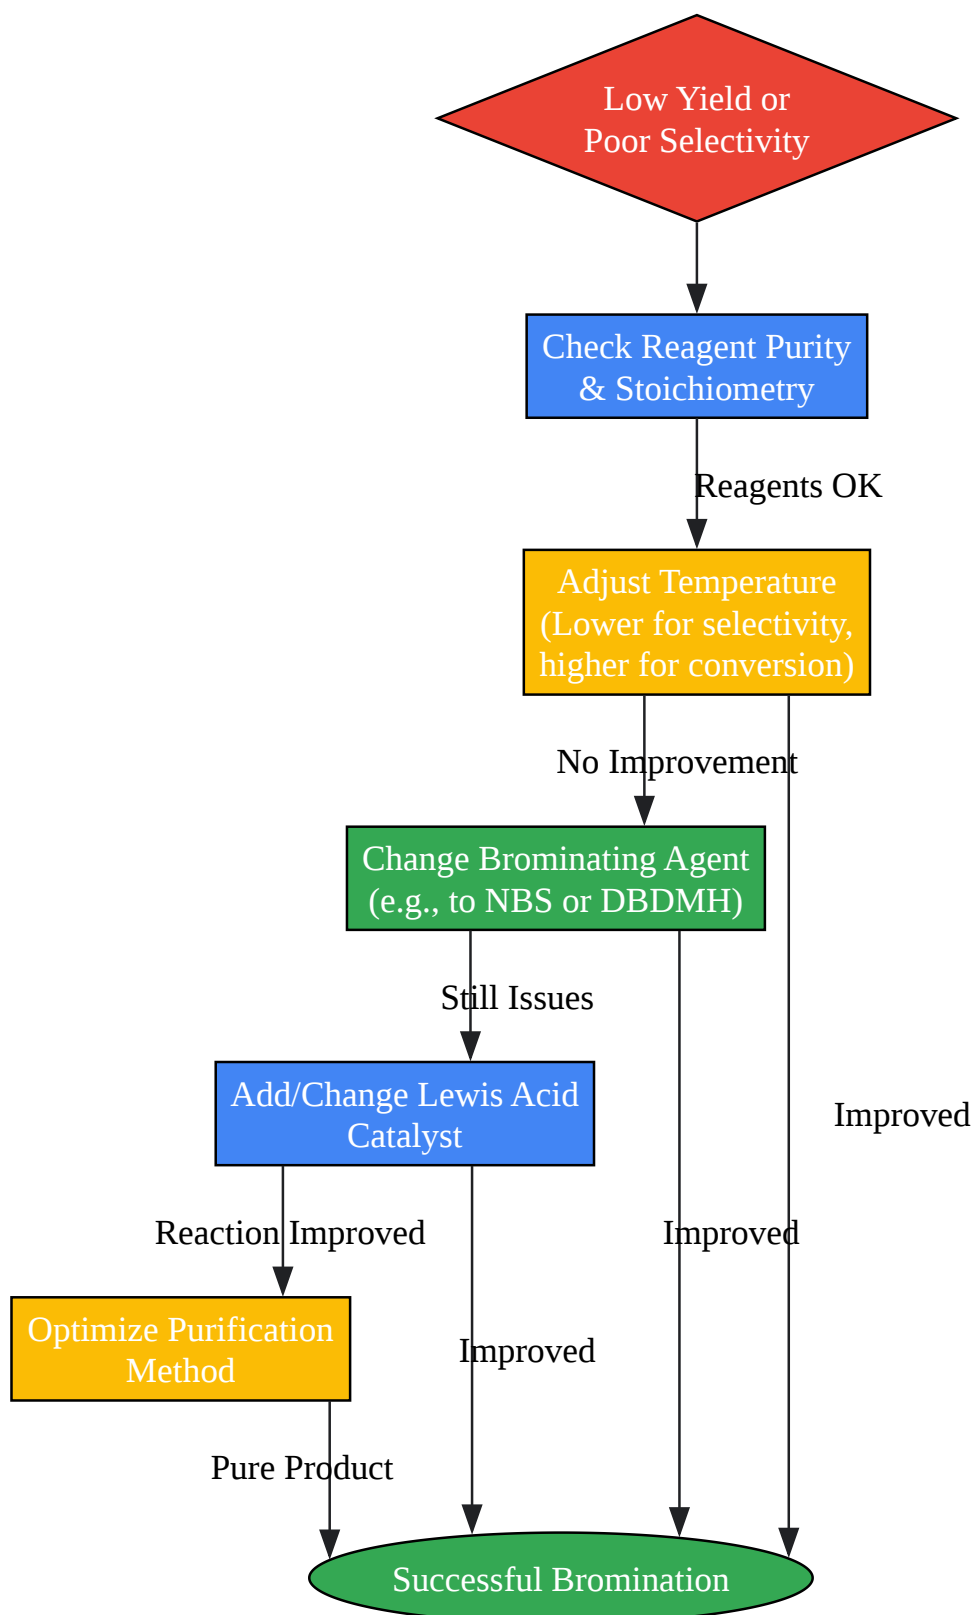 Low Yield or
Poor Selectivity
Check Reagent Purity
& Stoichiometry
Reagents OK
Adjust Temperature
(Lower for selectivity,
higher for conversion)
No Improvement
Change Brominating Agent
(e.g., to NBS or DBDMH)
Still Issues
Add/Change Lewis Acid
Catalyst
Improved
Reaction Improved
Improved
Optimize Purification
Method
Improved
Pure Product
Successful Bromination